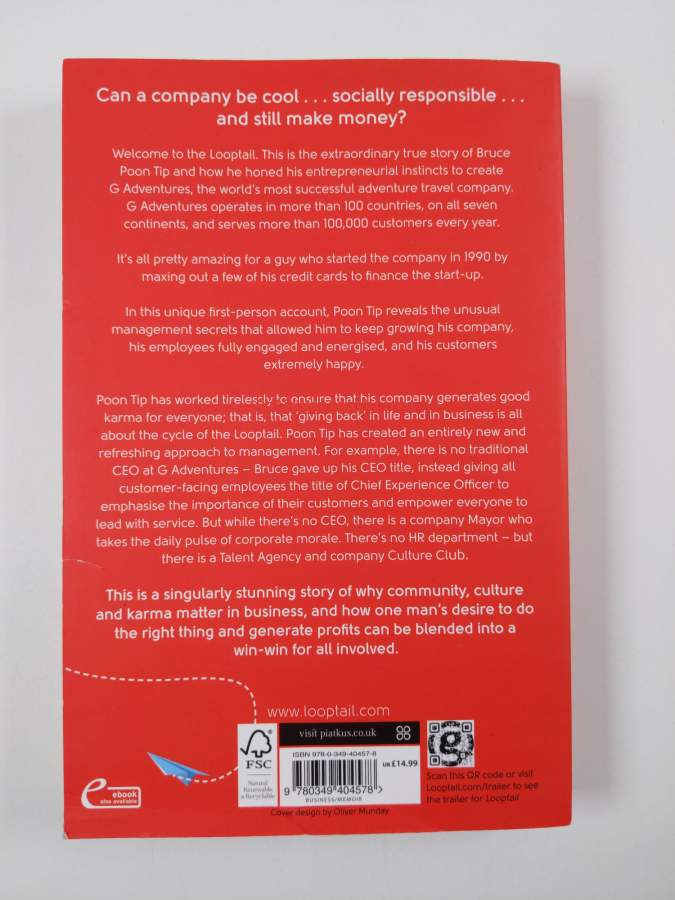 Can a company be cool . . . socially responsible . . .
and still make money?
Welcome to the Looptail. This is the extraordinary true story of Bruce
Poon Tip and how he honed his entrepreneurial instincts to create
G Adventures, the world's most successful adventure travel company.
G Adventures operates in more than 100 countries, on all seven
continents, and serves more than 100,000 customers every year.
It's all pretty amazing for a guy who started the company in 1990 by
maxing out a few of his credit cards to finance the start-up.
In this unique first-person account, Poon Tip reveals the unusual
management secrets that allowed him to keep growing his company,
his employees fully engaged and energised, and his customers
extremely happy.
Poon Tip has worked tirelessly to ensure that his company generates good
karma for everyone; that is, that 'giving back' in life and in business is all
about the cycle of the Looptail. Poon Tip has created an entirely new and
refreshing approach to management. For example, there is no traditional
CEO at G Adventures – Bruce gave up his CEO title, instead giving all
customer-facing employees the title of Chief Experience Officer to
emphasise the importance of their customers and empower everyone to
lead with service. But while there's no CEO, there is a company Mayor who
takes the daily pulse of corporate morale. There's no HR department – but
there is a Talent Agency and company Culture Club.
This is a singularly stunning story of why community, culture
and karma matter in business, and how one man's desire to do
the right thing and generate profits can be blended into a
win-win for all involved.
www.looptail.com
visit piatkus.co.uk
FSC
Natural,
Renewable
& Recyclable
ISBN 978-0-349-40457-8
UK £14.99
9 780349 404578 >
BUSINESS/MEMOIR
g.
Scan this QR code or visit
Looptail.com/trailer to see
the trailer for Looptail
e
ebook
also available
Cover design by Oliver Munday